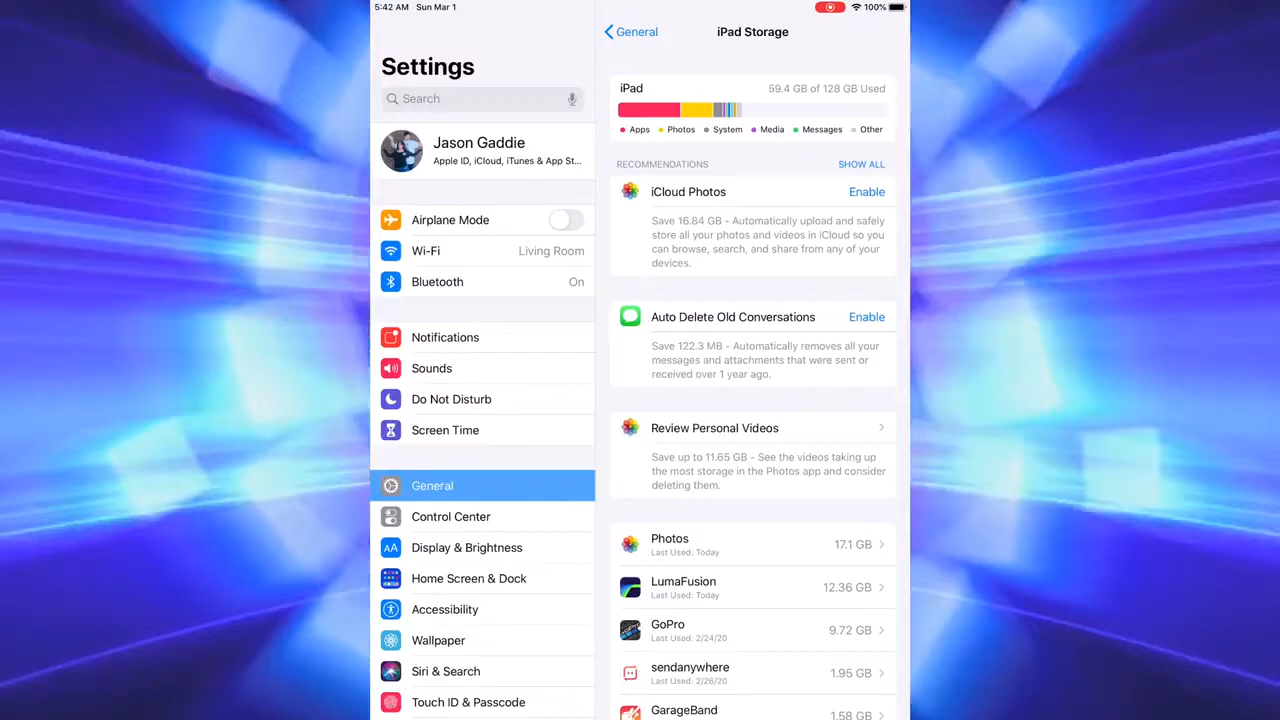 5:42 AM Sun Mar 1
100%
Settings
Search
Jason Gaddie
Apple ID, iCloud, iTunes & App St...
Airplane Mode
Wi-Fi Living Room
Bluetooth On
Notifications
Sounds
Do Not Disturb
Screen Time
General
Control Center
AA Display & Brightness
Home Screen & Dock
Accessibility
Wallpaper
Siri & Search
Touch ID & Passcode
General
iPad Storage
iPad 59.4 GB of 128 GB Used
Apps Photos System Media Messages Other
RECOMMENDATIONS SHOW ALL
iCloud Photos Enable
Save 16.84 GB - Automatically upload and safely
store all your photos and videos in iCloud so you
can browse, search, and share from any of your
devices.
Auto Delete Old Conversations Enable
Save 122.3 MB - Automatically removes all your
messages and attachments that were sent or
received over 1 year ago.
Review Personal Videos
Save up to 11.65 GB - See the videos taking up
the most storage in the Photos app and consider
deleting them.
Photos
Last Used: Today
17.1 GB
LumaFusion
Last Used: Today
12.36 GB
GoPro
Last Used: 2/24/20
9.72 GB
sendanywhere
Last Used: 2/26/20
1.95 GB
GarageBand
1.58 GB